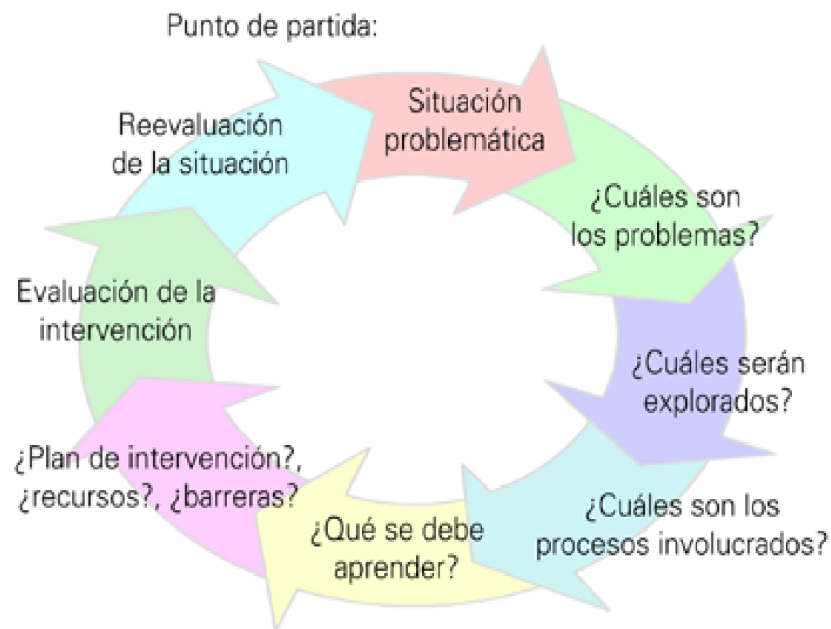 Punto de partida:
Situación
problemática
¿Cuáles son
los problemas?
¿Cuáles serán
explorados?
¿Cuáles son los
procesos involucrados?
¿Qué se debe
aprender?
¿Plan de intervención?,
¿recursos?, ¿barreras?
Evaluación de la
intervención
Reevaluación
de la situación